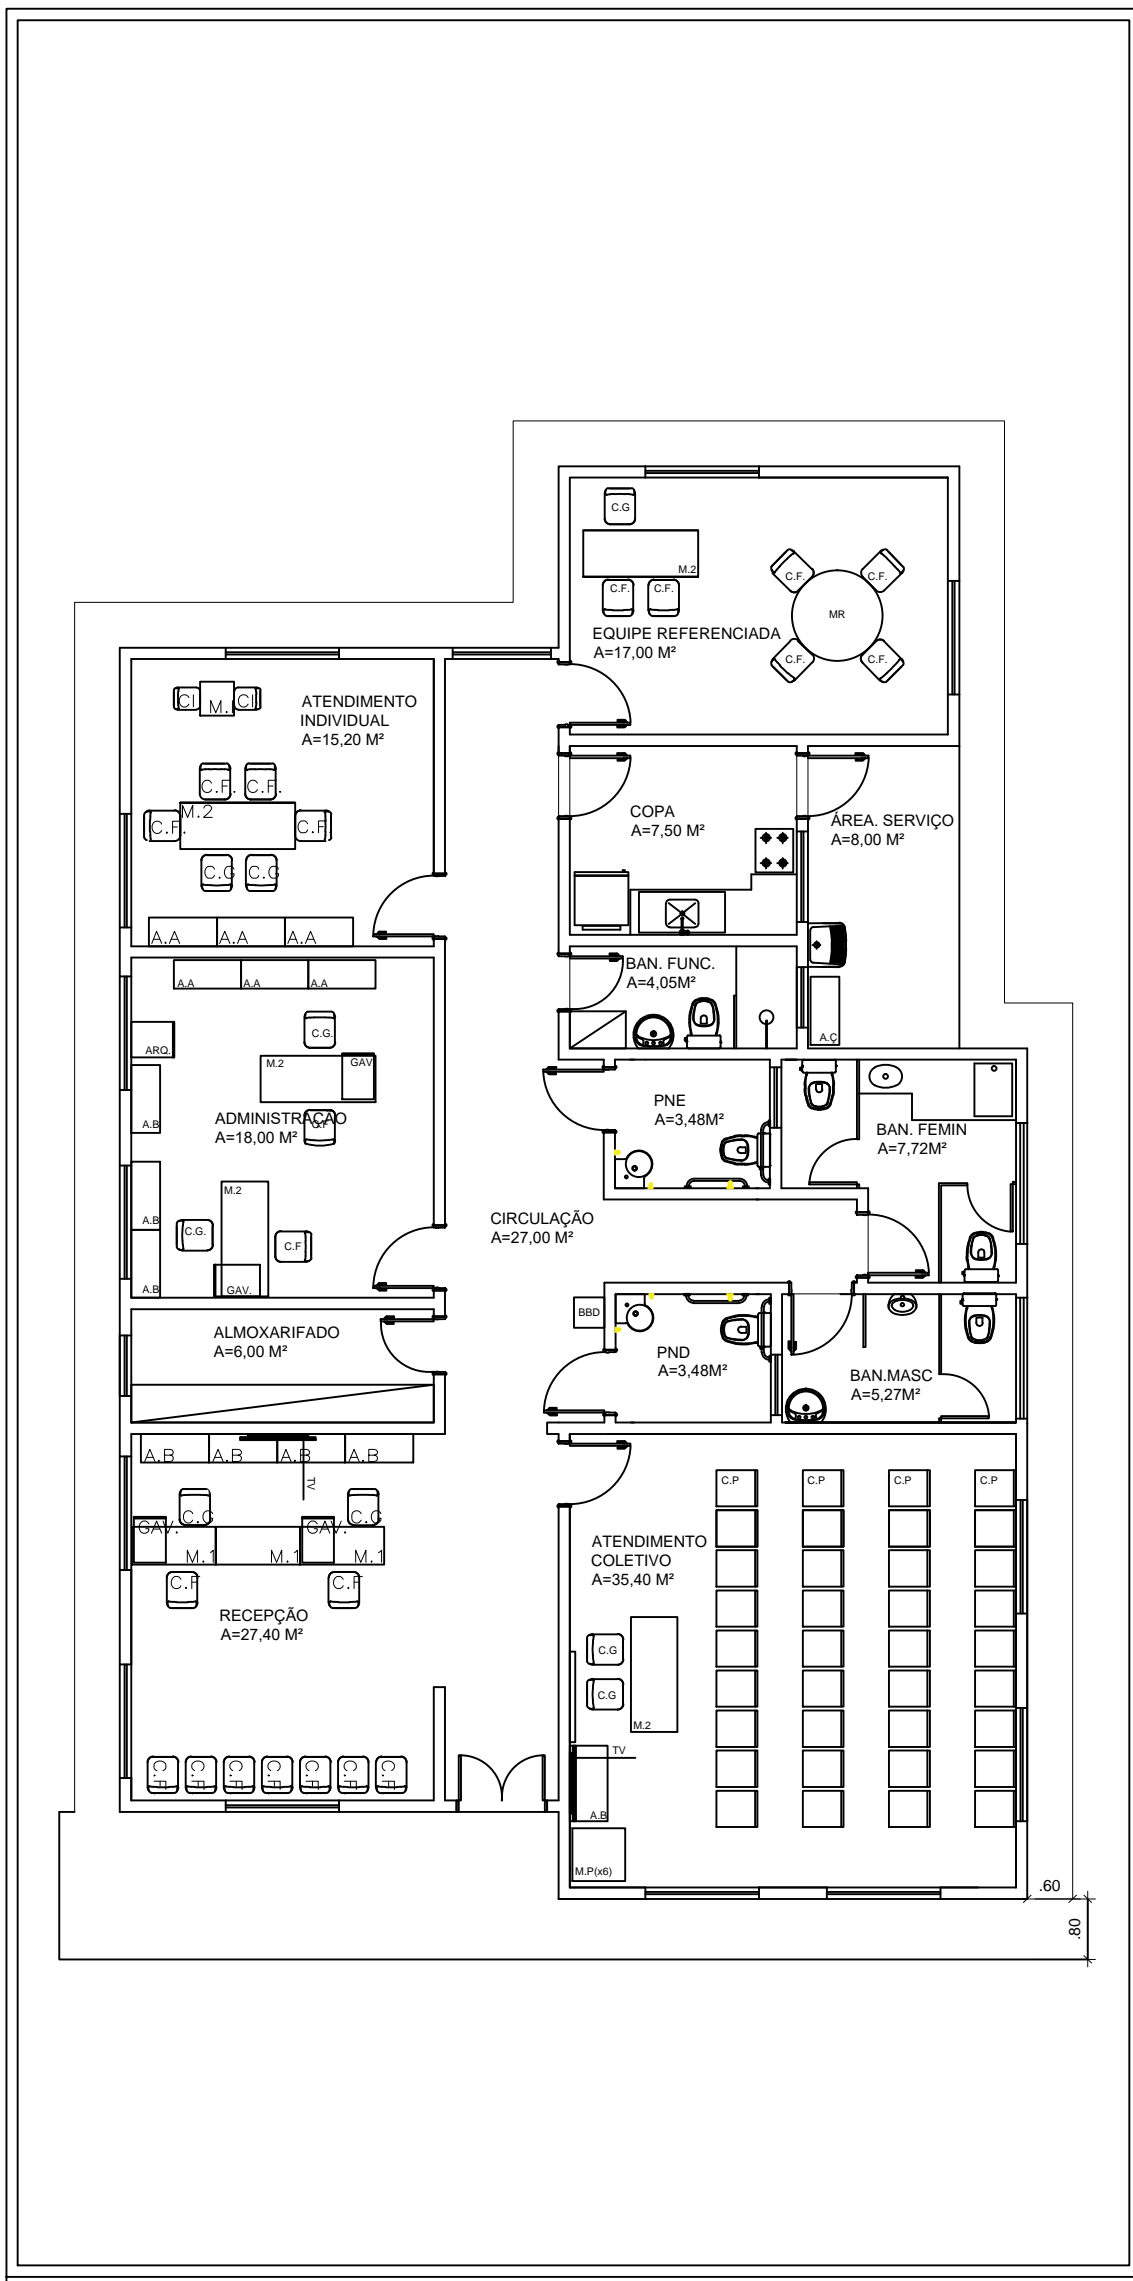 C.G
M.2
C.F.
C.F.
C.F.
C.F.
MR
C.F.
C.F.
EQUIPE REFERENCIADA
A=17,00 M²
ATENDIMENTO
INDIVIDUAL
A=15,20 M²
CI
CI
C.F.
C.F.
M.2
C.F.
C.F.
C.G
C.G
A.A
A.A
A.A
COPA
A=7,50 M²
ÁREA. SERVIÇO
A=8,00 M²
BAN. FUNC.
A=4,05M²
A.Ç
A.A
A.A
A.A
ARQ.
C.G.
M.2
GAV
A.B
ADMINISTRAÇAO
A=18,00 M²
PNE
A=3,48M²
BAN. FEMIN
A=7,72M²
A.B
M.2
C.G.
C.F
A.B
GAV.
CIRCULAÇÃO
A=27,00 M²
ALMOXARIFADO
A=6,00 M²
BBD
PND
A=3,48M²
BAN.MASC
A=5,27M²
A.B
A.B
A.B
A.B
TV
C.G
C.G
GAV.
M.1
M.1
GAV.
M.1
C.F
C.F
RECEPÇÃO
A=27,40 M²
C.F
C.F
C.F
C.F
C.F
C.F
C.F
C.P
C.P
C.P
C.P
ATENDIMENTO
COLETIVO
A=35,40 M²
C.G
C.G
M.2
TV
A.B
M.P(x6)
.60
.80